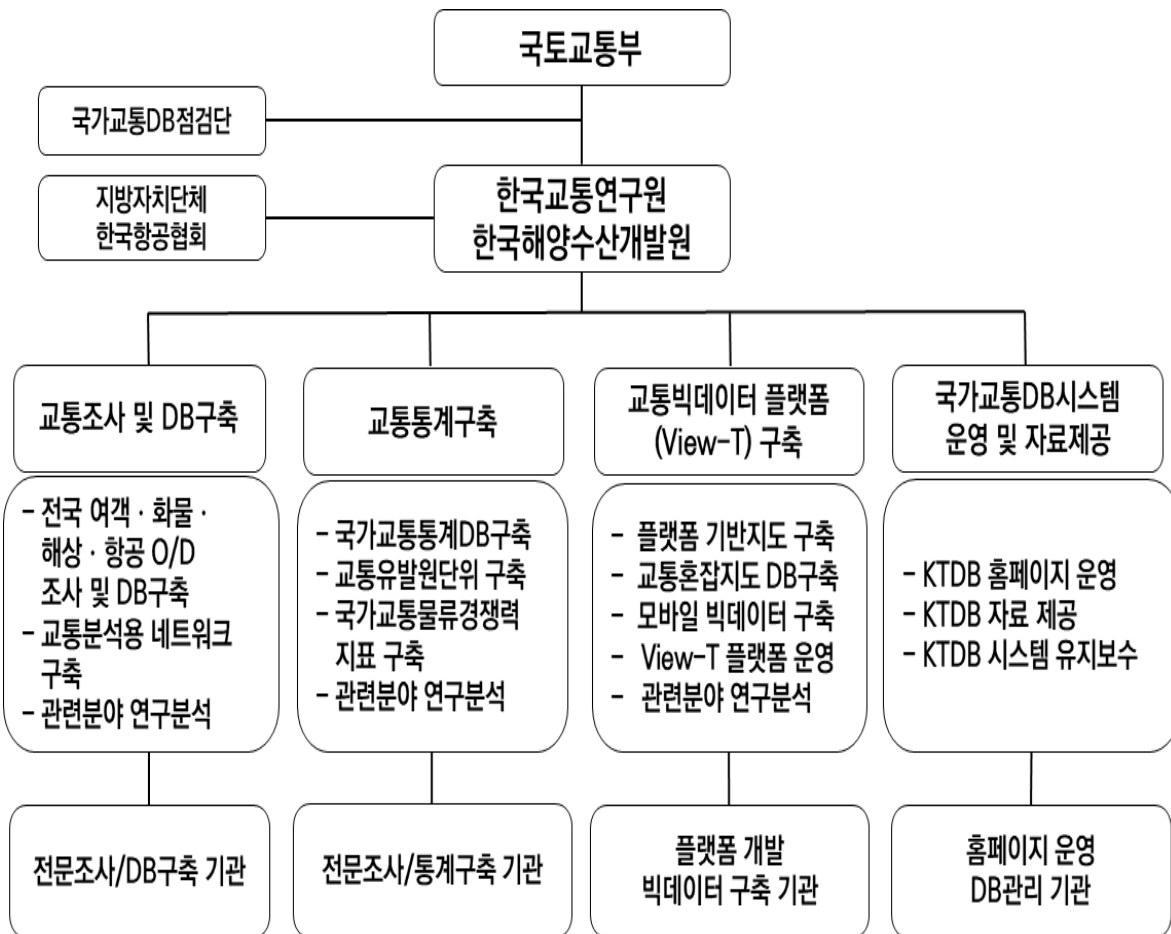 국토교통부
국가교통DB점검단
지방자치단체
한국항공협회
한국교통연구원
한국해양수산개발원
교통조사 및 DB구축
- 전국 여객 · 화물 ·
해상 · 항공 O/D
조사 및 DB구축
- 교통분석용 네트워크
구축
- 관련분야 연구분석
전문조사/DB구축 기관
교통통계구축
- 국가교통통계DB구축
- 교통유발원단위 구축
- 국가교통물류경쟁력
지표 구축
- 관련분야 연구분석
전문조사/통계구축 기관
교통빅데이터 플랫폼
(View-T) 구축
- 플랫폼 기반지도 구축
- 교통혼잡지도 DB구축
- 모바일 빅데이터 구축
- View-T 플랫폼 운영
- 관련분야 연구분석
플랫폼 개발
빅데이터 구축 기관
국가교통DB시스템
운영 및 자료제공
- KTDB 홈페이지 운영
- KTDB 자료 제공
- KTDB 시스템 유지보수
홈페이지 운영
DB관리 기관